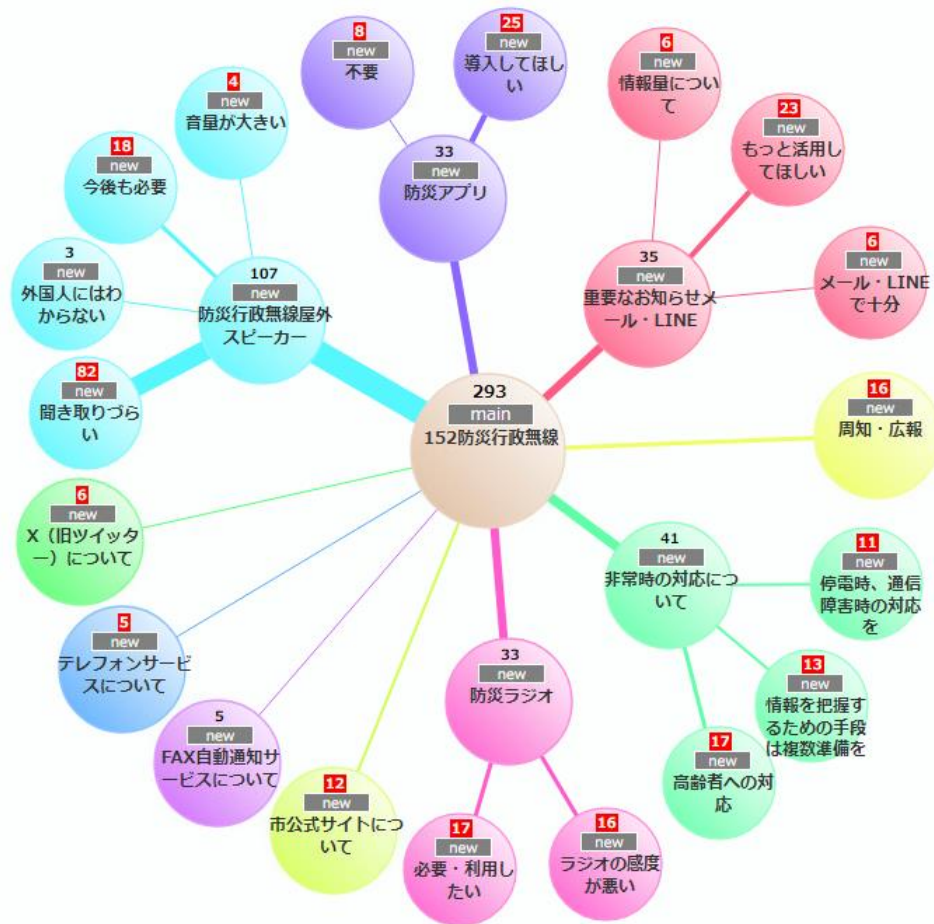 8
new
不要
25
new
導入してほし
い
33
new
防災アプリ
4
new
音量が大きい
18
new
今後も必要
3
new
外国人にはわ
からない
107
new
防災行政無線屋外
スピーカー
82
new
聞き取りづら
い
6
new
情報量につい
て
23
new
もっと活用し
てほしい
35
new
重要なお知らせメ
ール・LINE
6
new
メール・LINE
で十分
293
main
152防災行政無線
16
new
周知・広報
6
new
X（旧ツイッタ
ー）について
5
new
テレフォンサービ
スについて
5
new
FAX自動通知サ
ービスについて
12
new
市公式サイトにつ
いて
33
new
防災ラジオ
17
new
必要・利用し
たい
16
new
ラジオの感度
が悪い
41
new
非常時の対応につ
いて
11
new
停電時、通信
障害時の対応
を
13
new
情報を把握す
るための手段
は複数準備を
17
new
高齢者への対
応